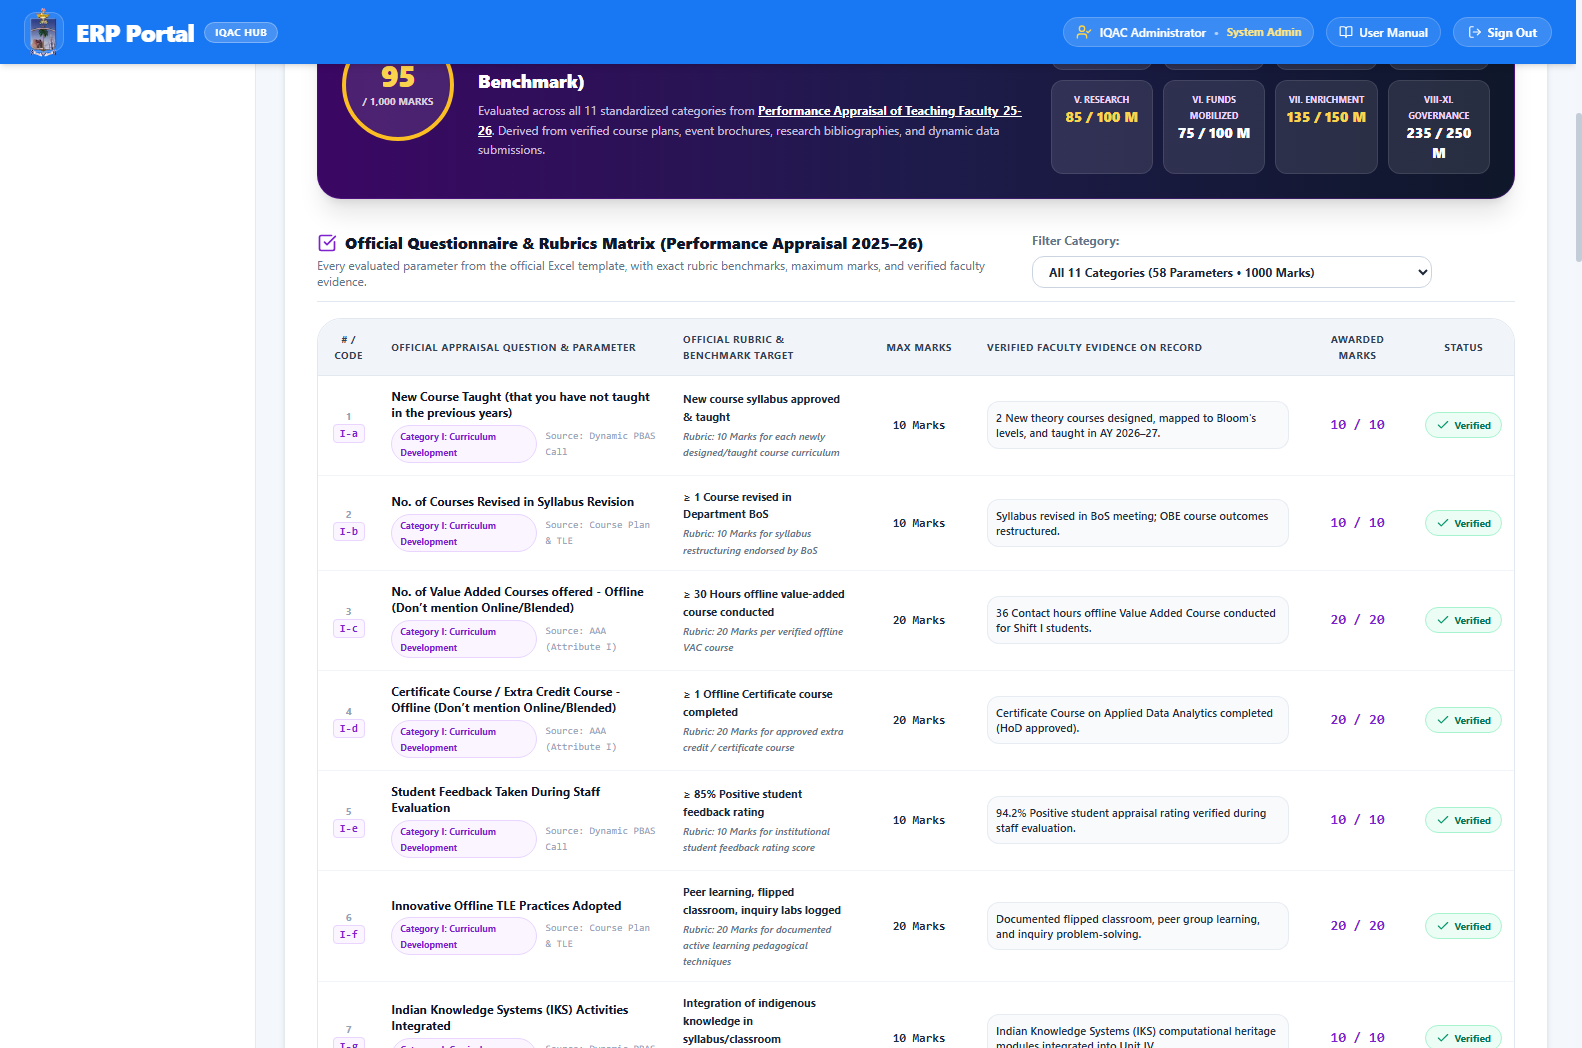 ERP Portal
IQAC HUB
IQAC Administrator • System Admin
User Manual
Sign Out
95
/ 1,000 MARKS
Benchmark)
Evaluated across all 11 standardized categories from Performance Appraisal of Teaching Faculty 25-
26. Derived from verified course plans, event brochures, research bibliographies, and dynamic data
submissions.
V. RESEARCH
85 / 100 M
VI. FUNDS
MOBILIZED
75 / 100 M
VII. ENRICHMENT
135 / 150 M
VIII-XI.
GOVERNANCE
235 / 250
M
Official Questionnaire & Rubrics Matrix (Performance Appraisal 2025–26)
Every evaluated parameter from the official Excel template, with exact rubric benchmarks, maximum marks, and verified faculty
evidence.
Filter Category:
All 11 Categories (58 Parameters • 1000 Marks)
# /
CODE
OFFICIAL APPRAISAL QUESTION & PARAMETER
OFFICIAL RUBRIC &
BENCHMARK TARGET
MAX MARKS
VERIFIED FACULTY EVIDENCE ON RECORD
AWARDED
MARKS
STATUS
1
I-a
New Course Taught (that you have not taught
in the previous years)
Category I: Curriculum
Development
Source: Dynamic PBAS
Call
New course syllabus approved
& taught
Rubric: 10 Marks for each newly
designed/taught course curriculum
10 Marks
2 New theory courses designed, mapped to Bloom's
levels, and taught in AY 2026–27.
10 / 10
Verified
2
I-b
No. of Courses Revised in Syllabus Revision
Category I: Curriculum
Development
Source: Course Plan
& TLE
≥ 1 Course revised in
Department BoS
Rubric: 10 Marks for syllabus
restructuring endorsed by BoS
10 Marks
Syllabus revised in BoS meeting; OBE course outcomes
restructured.
10 / 10
Verified
3
I-c
No. of Value Added Courses offered - Offline
(Don't mention Online/Blended)
Category I: Curriculum
Development
Source: AAA
(Attribute I)
≥ 30 Hours offline value-added
course conducted
Rubric: 20 Marks per verified offline
VAC course
20 Marks
36 Contact hours offline Value Added Course conducted
for Shift I students.
20 / 20
Verified
4
I-d
Certificate Course / Extra Credit Course -
Offline (Don't mention Online/Blended)
Category I: Curriculum
Development
Source: AAA
(Attribute I)
≥ 1 Offline Certificate course
completed
Rubric: 20 Marks for approved extra
credit / certificate course
20 Marks
Certificate Course on Applied Data Analytics completed
(HoD approved).
20 / 20
Verified
5
I-e
Student Feedback Taken During Staff
Evaluation
Category I: Curriculum
Development
Source: Dynamic PBAS
Call
≥ 85% Positive student
feedback rating
Rubric: 10 Marks for institutional
student feedback rating score
10 Marks
94.2% Positive student appraisal rating verified during
staff evaluation.
10 / 10
Verified
6
I-f
Innovative Offline TLE Practices Adopted
Category I: Curriculum
Development
Source: Course Plan
& TLE
Peer learning, flipped
classroom, inquiry labs logged
Rubric: 20 Marks for documented
active learning pedagogical
techniques
20 Marks
Documented flipped classroom, peer group learning,
and inquiry problem-solving.
20 / 20
Verified
7
I-g
Indian Knowledge Systems (IKS) Activities
Integrated
Category I: Curriculum
Source: Dynamic PBAS
Integration of indigenous
knowledge in
syllabus/classroom
10 Marks
Indian Knowledge Systems (IKS) computational heritage
modules integrated into Unit IV.
10 / 10
Verified